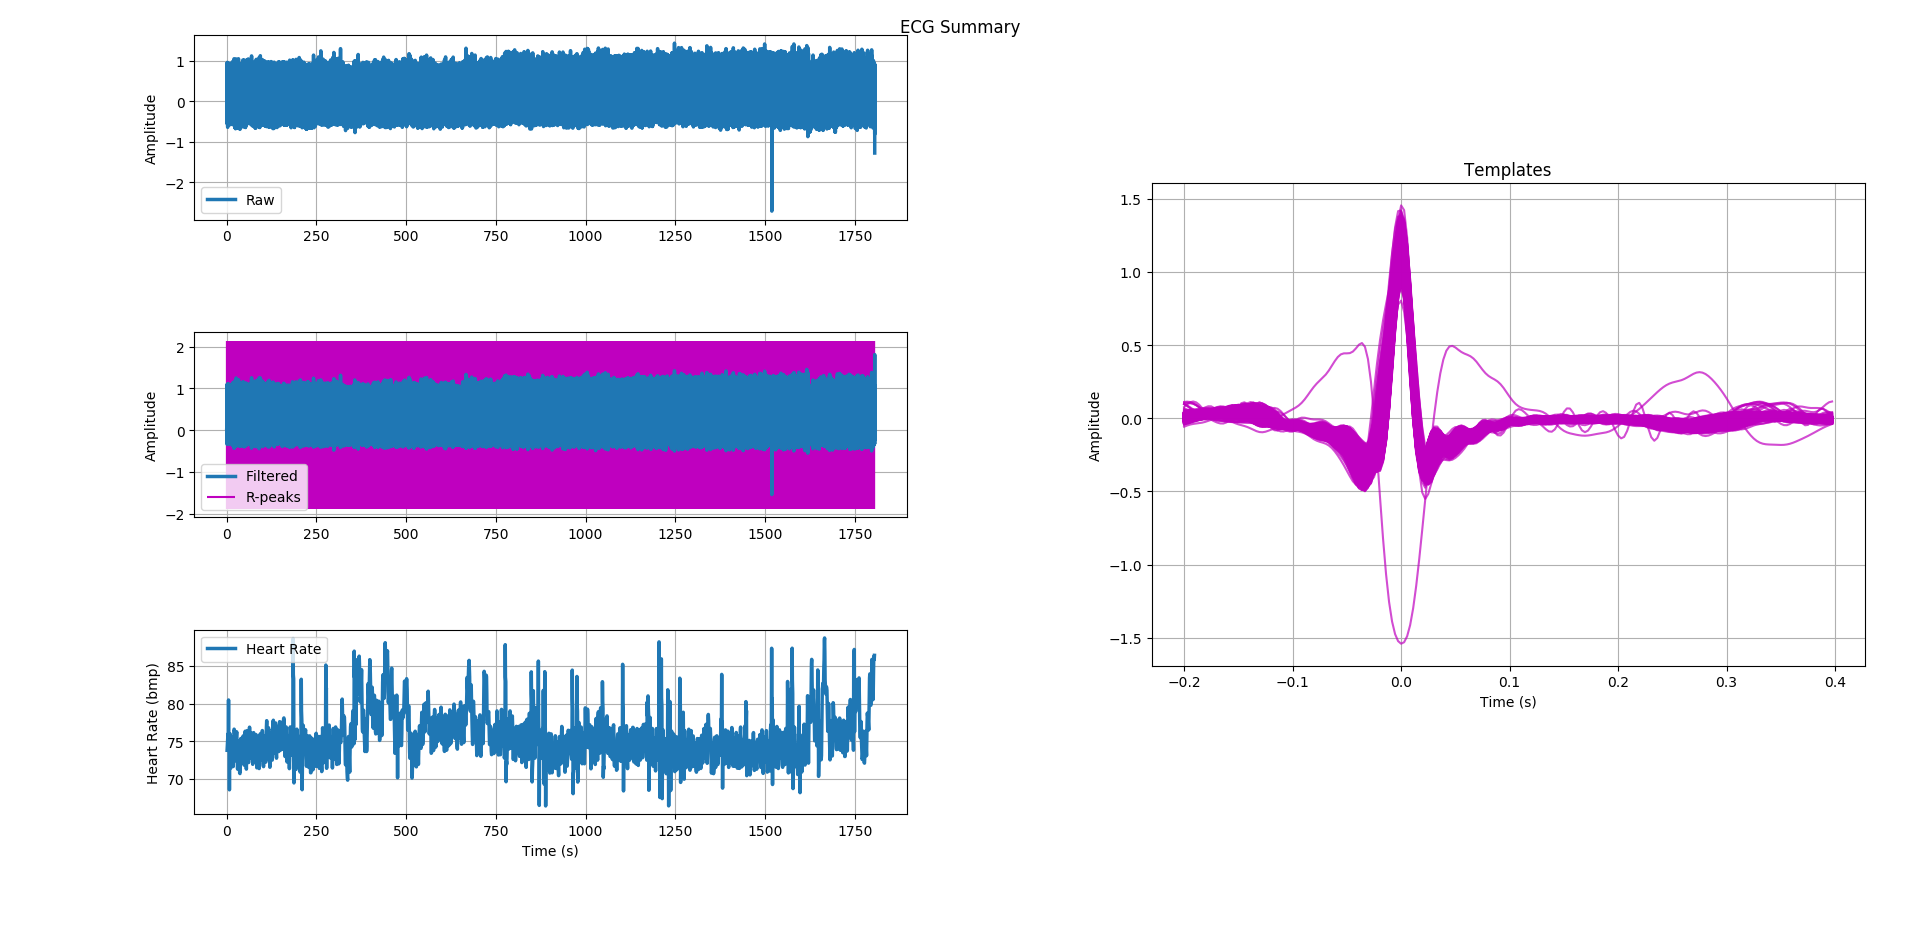 ECG Summary
Amplitude
1
0
−1
−2
Raw
0 250 500 750 1000 1250 1500 1750
Amplitude
2
1
0
−1
−2
Filtered
R-peaks
0 250 500 750 1000 1250 1500 1750
Heart Rate (bmp)
85
80
75
70
Heart Rate
0 250 500 750 1000 1250 1500 1750
Time (s)
Templates
Amplitude
1.5
1.0
0.5
0.0
−0.5
−1.0
−1.5
−0.2 −0.1 0.0 0.1 0.2 0.3 0.4
Time (s)